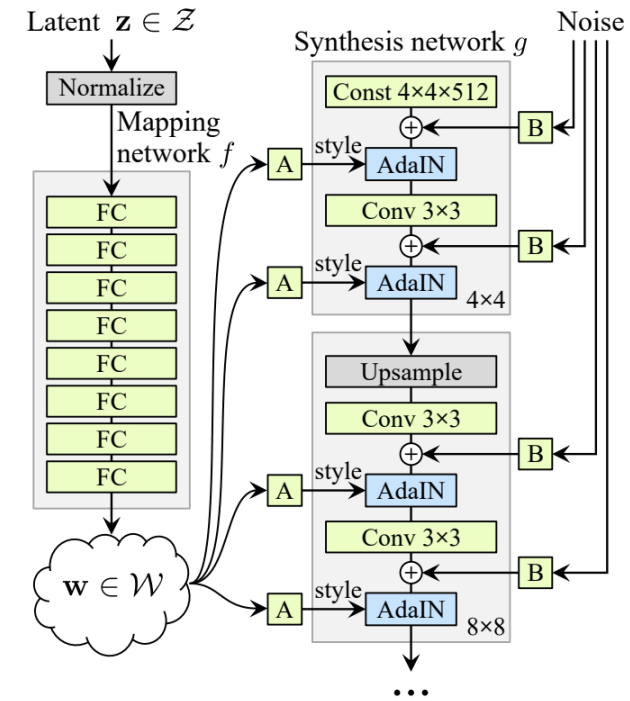 Latent z ∈ 𝒵
Normalize
Mapping
network f
FC
FC
FC
FC
FC
FC
FC
FC
w ∈ 𝒲
Synthesis network g
Noise
Const 4×4×512
+
B
A
style
AdaIN
Conv 3×3
+
B
A
style
AdaIN
4×4
Upsample
Conv 3×3
+
B
A
style
AdaIN
Conv 3×3
+
B
A
style
AdaIN
8×8
...